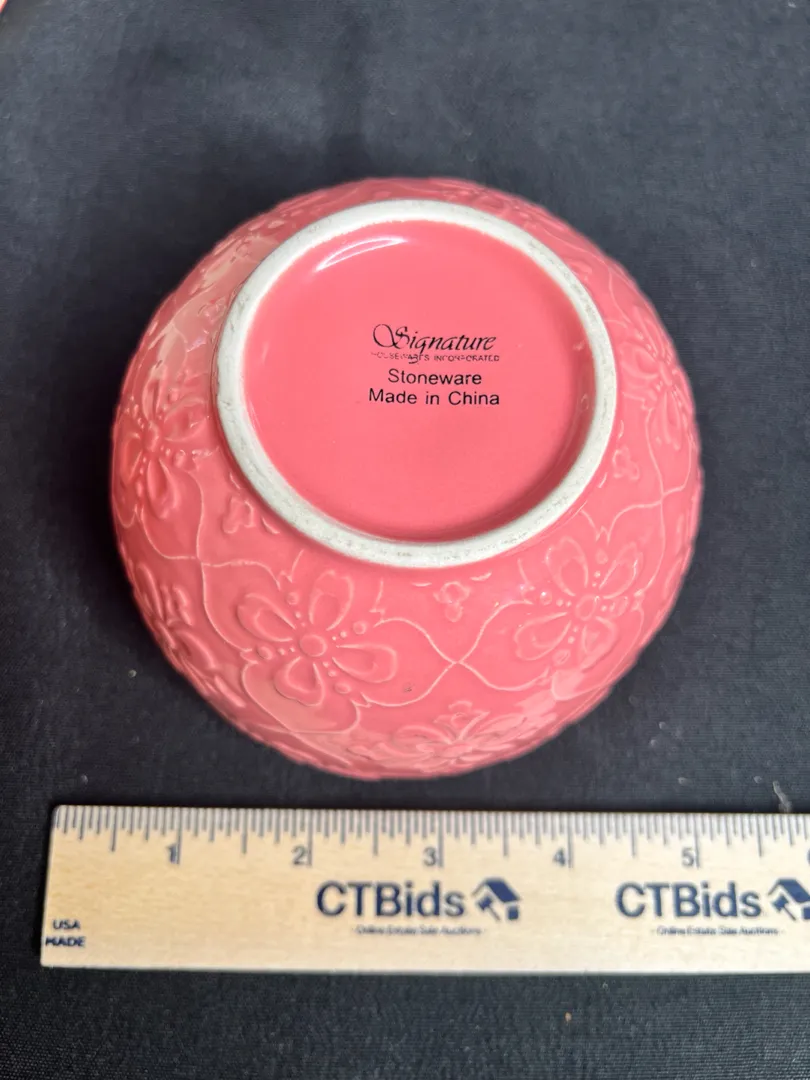 Signature
HOUSEWARES INCORPORATED
Stoneware
Made in China
1 2 3 4 5 6
CTBids CTBids
Online Estate Sale Auctions Online Estate Sale Auctions
USA
MADE